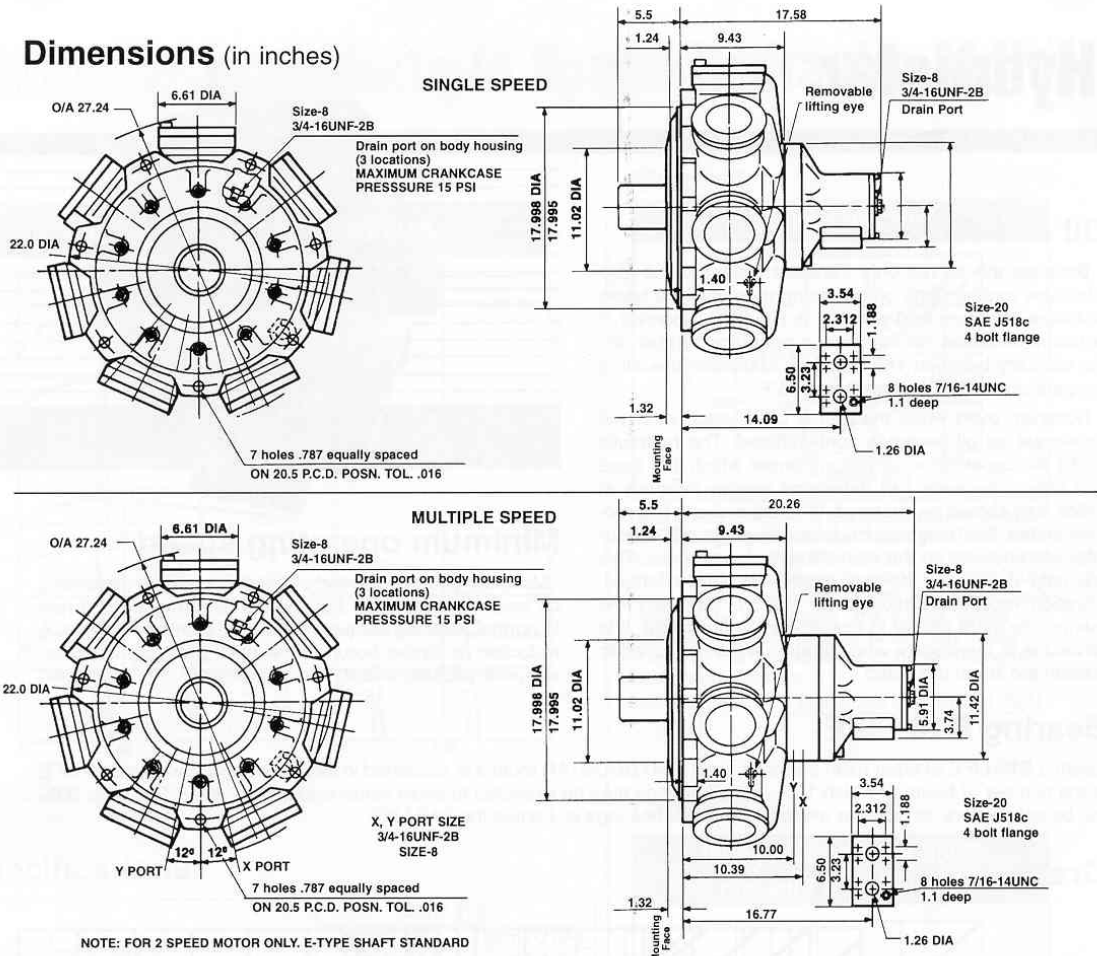 Dimensions (in inches)
SINGLE SPEED
O/A 27.24
6.61 DIA
Size-8
3/4-16UNF-2B
Drain port on body housing
(3 locations)
MAXIMUM CRANKCASE
PRESSSURE 15 PSI
22.0 DIA
7 holes .787 equally spaced
ON 20.5 P.C.D. POSN. TOL. .016
5.5
17.58
1.24
9.43
Removable
lifting eye
Size-8
3/4-16UNF-2B
Drain Port
17.998 DIA
17.995
11.02 DIA
1.40
3.54
2.312
1.188
Size-20
SAE J518c
4 bolt flange
6.50
3.23
8 holes 7/16-14UNC
1.1 deep
1.32
14.09
1.26 DIA
Mounting
Face
MULTIPLE SPEED
O/A 27.24
6.61 DIA
Size-8
3/4-16UNF-2B
Drain port on body housing
(3 locations)
MAXIMUM CRANKCASE
PRESSSURE 15 PSI
22.0 DIA
X, Y PORT SIZE
3/4-16UNF-2B
SIZE-8
12° 12°
Y PORT
X PORT
7 holes .787 equally spaced
ON 20.5 P.C.D. POSN. TOL. .016
NOTE: FOR 2 SPEED MOTOR ONLY. E-TYPE SHAFT STANDARD
5.5
20.26
1.24
9.43
Removable
lifting eye
Size-8
3/4-16UNF-2B
Drain Port
17.998 DIA
17.995
11.02 DIA
5.91 DIA
3.74
11.42 DIA
1.40
Y
X
3.54
2.312
1.188
Size-20
SAE J518c
4 bolt flange
10.00
10.39
6.50
3.23
8 holes 7/16-14UNC
1.1 deep
1.32
16.77
1.26 DIA
Mounting
Face